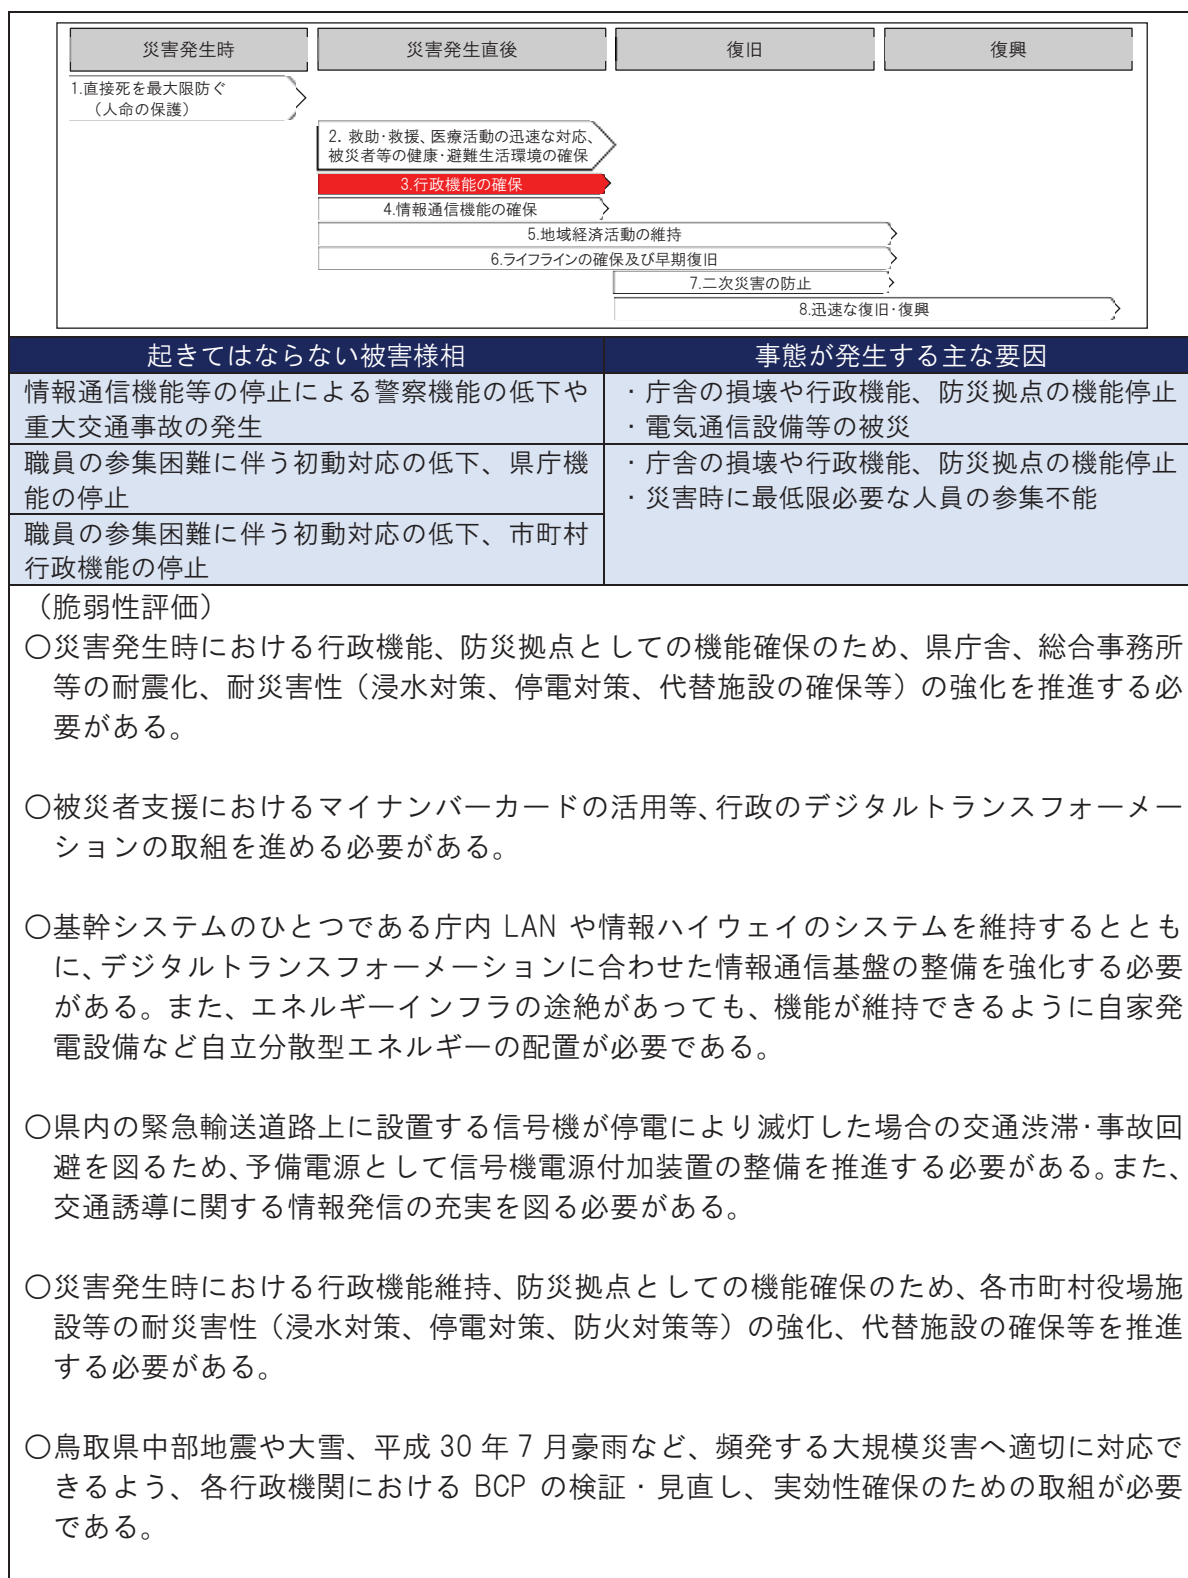 災害発生時
災害発生直後
復旧
復興
1.直接死を最大限防ぐ
（人命の保護）
2. 救助・救援、医療活動の迅速な対応、
被災者等の健康・避難生活環境の確保
3.行政機能の確保
4.情報通信機能の確保
5.地域経済活動の維持
6.ライフラインの確保及び早期復旧
7.二次災害の防止
8.迅速な復旧・復興
起きてはならない被害様相
事態が発生する主な要因
情報通信機能等の停止による警察機能の低下や
重大交通事故の発生
・庁舎の損壊や行政機能、防災拠点の機能停止
・電気通信設備等の被災
職員の参集困難に伴う初動対応の低下、県庁機
能の停止
・庁舎の損壊や行政機能、防災拠点の機能停止
・災害時に最低限必要な人員の参集不能
職員の参集困難に伴う初動対応の低下、市町村
行政機能の停止
（脆弱性評価）
○災害発生時における行政機能、防災拠点としての機能確保のため、県庁舎、総合事務所
等の耐震化、耐災害性（浸水対策、停電対策、代替施設の確保等）の強化を推進する必
要がある。
○被災者支援におけるマイナンバーカードの活用等、行政のデジタルトランスフォーメー
ションの取組を進める必要がある。
○基幹システムのひとつである庁内 LAN や情報ハイウェイのシステムを維持するととも
に、デジタルトランスフォーメーションに合わせた情報通信基盤の整備を強化する必要
がある。また、エネルギーインフラの途絶があっても、機能が維持できるように自家発
電設備など自立分散型エネルギーの配置が必要である。
○県内の緊急輸送道路上に設置する信号機が停電により滅灯した場合の交通渋滞・事故回
避を図るため、予備電源として信号機電源付加装置の整備を推進する必要がある。また、
交通誘導に関する情報発信の充実を図る必要がある。
○災害発生時における行政機能維持、防災拠点としての機能確保のため、各市町村役場施
設等の耐災害性（浸水対策、停電対策、防火対策等）の強化、代替施設の確保等を推進
する必要がある。
○鳥取県中部地震や大雪、平成 30 年 7 月豪雨など、頻発する大規模災害へ適切に対応で
きるよう、各行政機関における BCP の検証・見直し、実効性確保のための取組が必要
である。